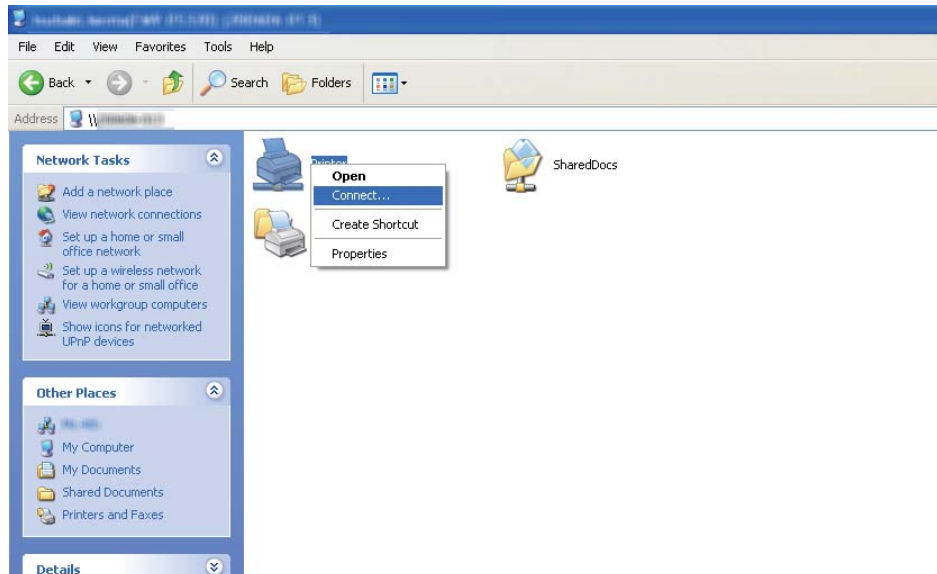 File Edit View Favorites Tools Help
Back Search Folders
Address \\
Network Tasks
Add a network place
View network connections
Set up a home or small
office network
Set up a wireless network
for a home or small office
View workgroup computers
Show icons for networked
UPnP devices
Other Places
My Computer
My Documents
Shared Documents
Printers and Faxes
Details
Printer
Open
Connect...
Create Shortcut
Properties
SharedDocs